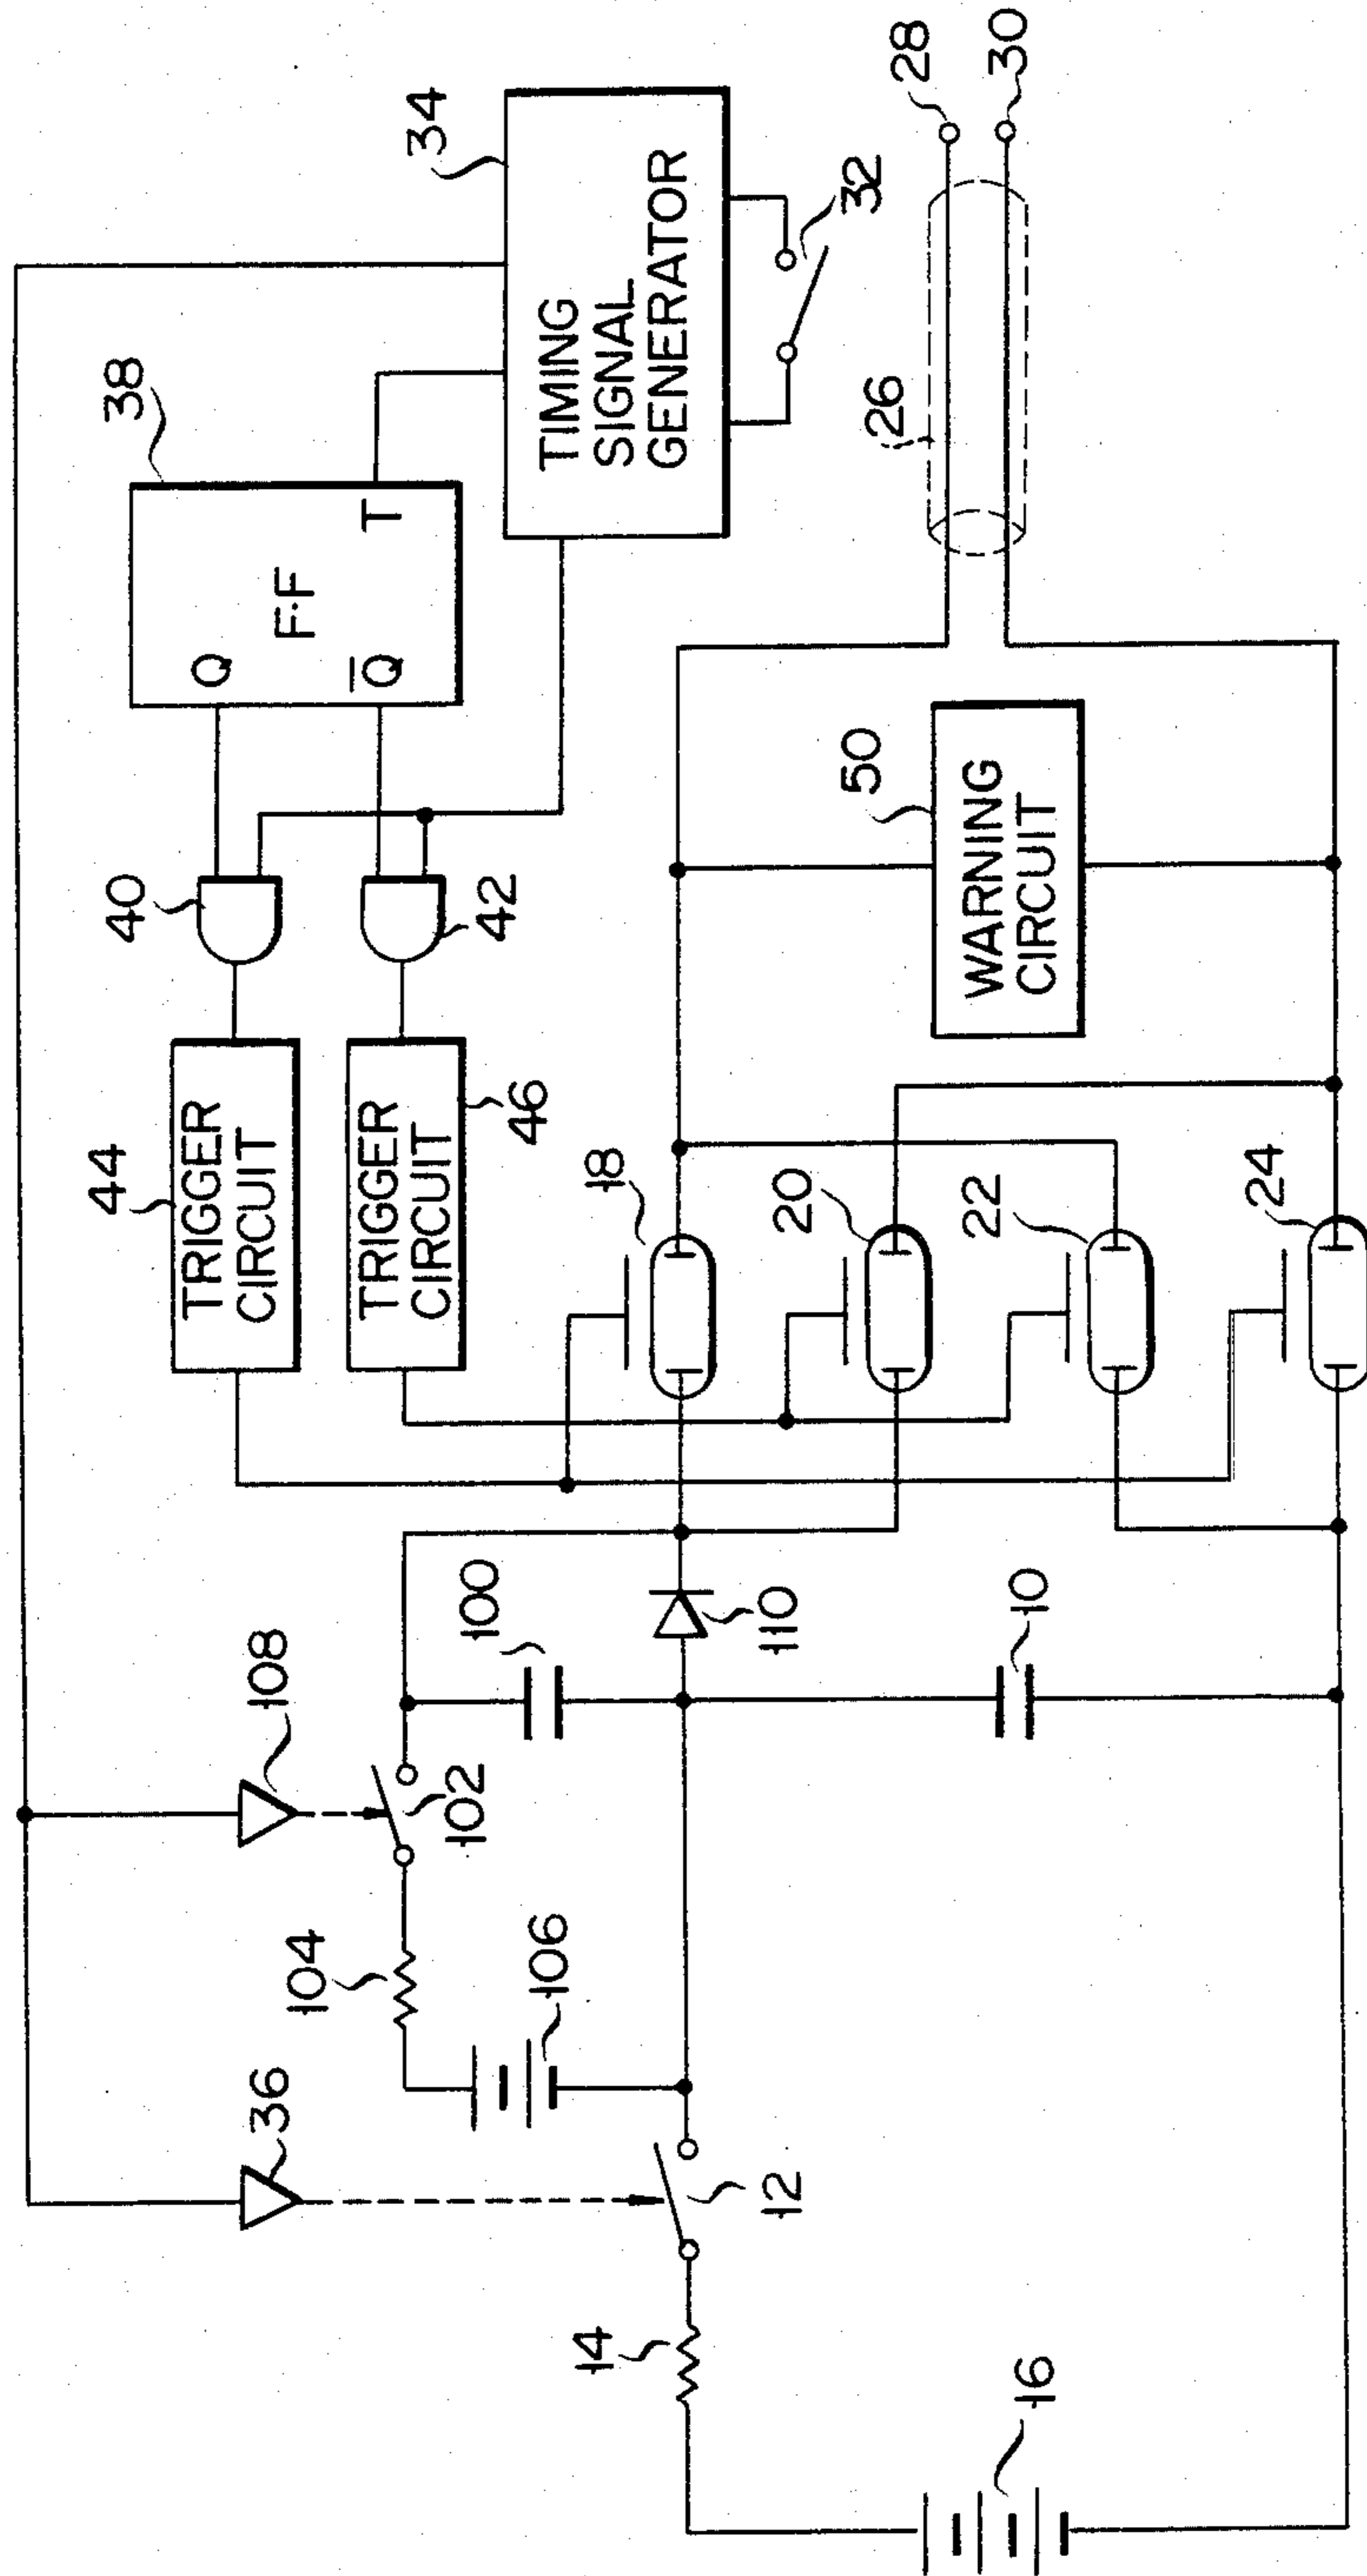 38
34
Q
F·F
T
Q̅
TIMING
SIGNAL
GENERATOR
40
42
44
TRIGGER
CIRCUIT
TRIGGER
CIRCUIT
46
32
28
30
26
50
WARNING
CIRCUIT
18
20
22
24
36
108
102
104
106
100
110
10
12
14
16